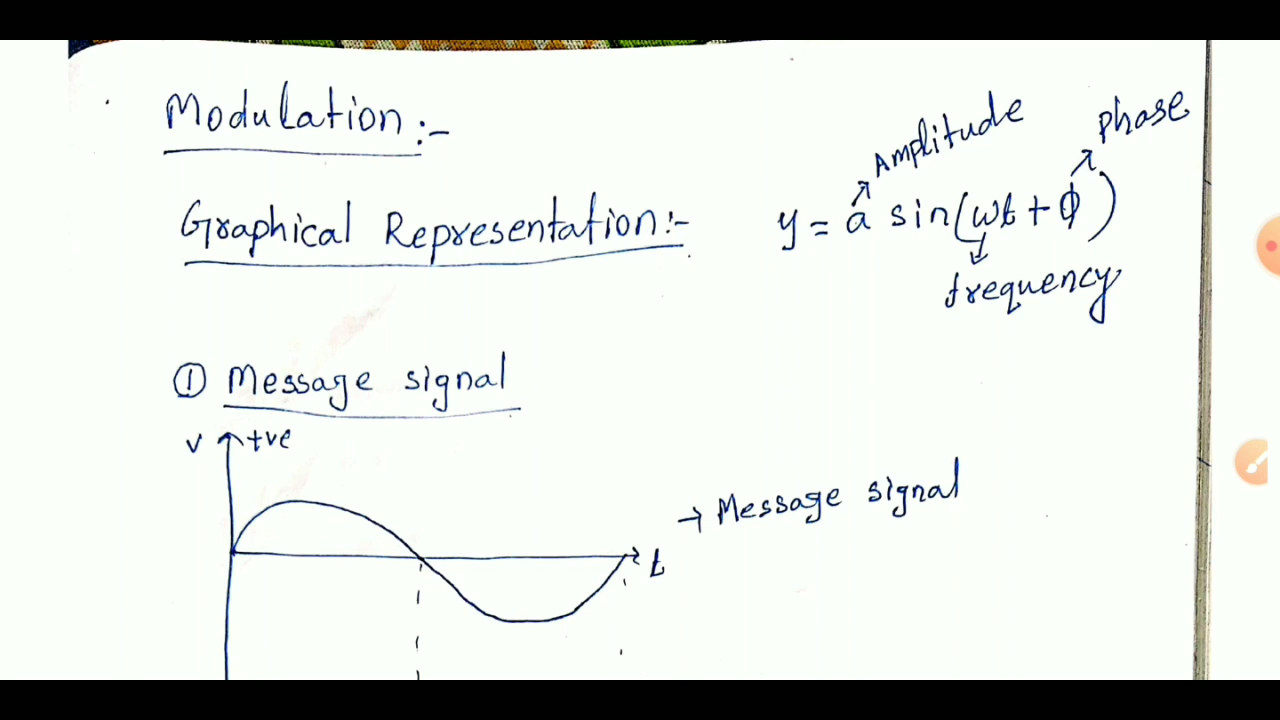 Modulation :-
Amplitude
phase
Graphical Representation :-
y = a sin(ωt + ϕ)
frequency
① Message signal
V +ve
→ Message signal
t